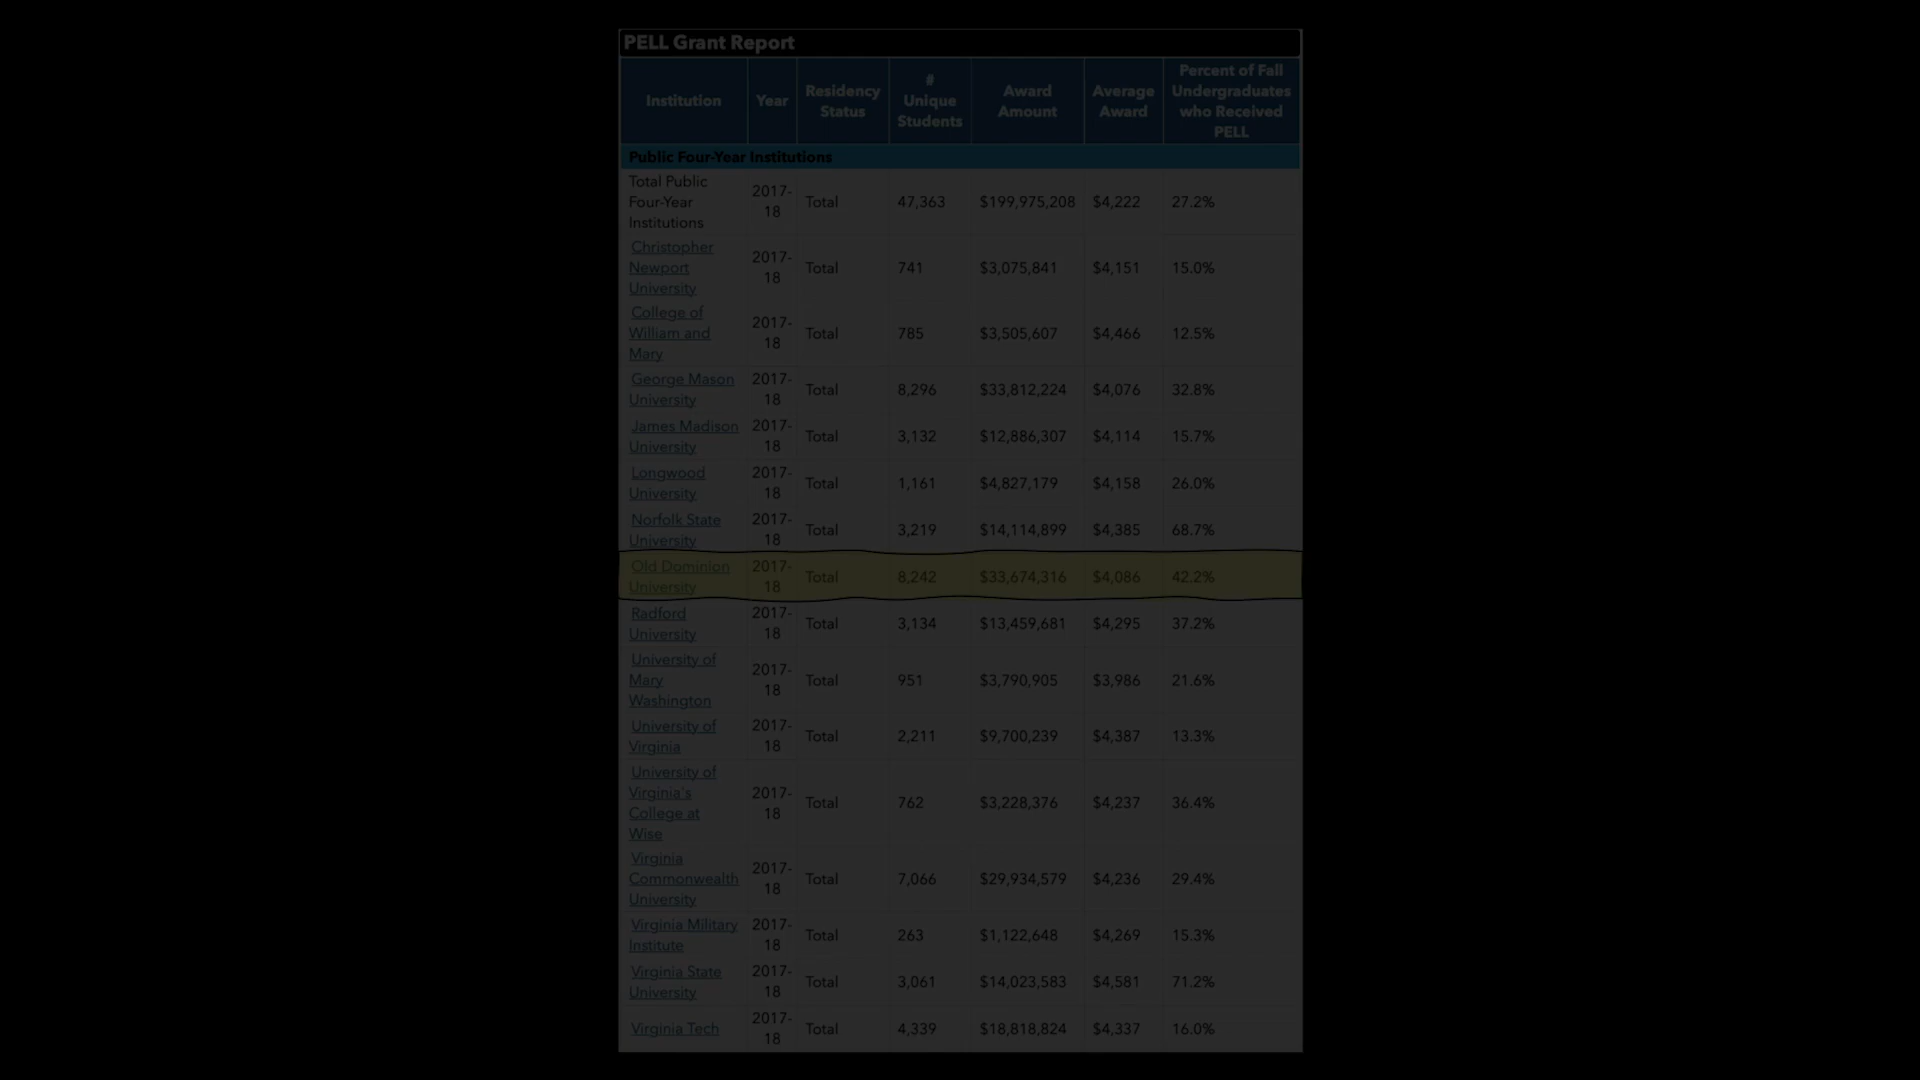 PELL Grant Report
Institution Year Residency Status # Unique Students Award Amount Average Award Percent of Fall Undergraduates who Received PELL
Public Four-Year Institutions
Total Public Four-Year Institutions 2017-18 Total 47,363 $199,975,208 $4,222 27.2%
Christopher Newport University 2017-18 Total 741 $3,075,841 $4,151 15.0%
College of William and Mary 2017-18 Total 785 $3,505,607 $4,466 12.5%
George Mason University 2017-18 Total 8,296 $33,812,224 $4,076 32.8%
James Madison University 2017-18 Total 3,132 $12,886,307 $4,114 15.7%
Longwood University 2017-18 Total 1,161 $4,827,179 $4,158 26.0%
Norfolk State University 2017-18 Total 3,219 $14,114,899 $4,385 68.7%
Old Dominion University 2017-18 Total 8,242 $33,674,316 $4,086 42.2%
Radford University 2017-18 Total 3,134 $13,459,681 $4,295 37.2%
University of Mary Washington 2017-18 Total 951 $3,790,905 $3,986 21.6%
University of Virginia 2017-18 Total 2,211 $9,700,239 $4,387 13.3%
University of Virginia's College at Wise 2017-18 Total 762 $3,228,376 $4,237 36.4%
Virginia Commonwealth University 2017-18 Total 7,066 $29,934,579 $4,236 29.4%
Virginia Military Institute 2017-18 Total 263 $1,122,648 $4,269 15.3%
Virginia State University 2017-18 Total 3,061 $14,023,583 $4,581 71.2%
Virginia Tech 2017-18 Total 4,339 $18,818,824 $4,337 16.0%